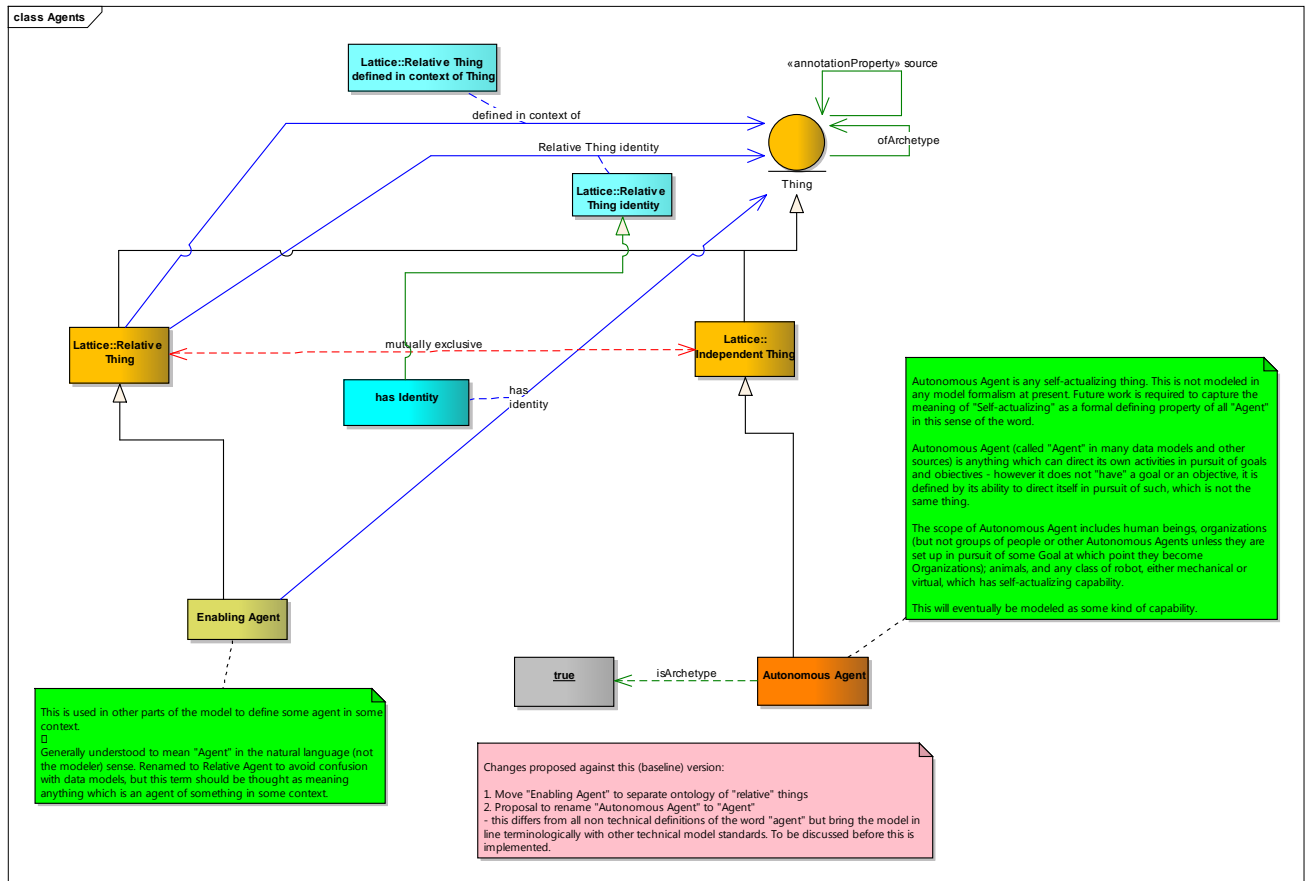 class Agents
Lattice::Relative Thing
defined in context of Thing
«annotationProperty» source
defined in context of
ofArchetype
Relative Thing identity
Thing
Lattice::Relative
Thing identity
Lattice::Relative
Thing
mutually exclusive
Lattice::
Independent Thing
has Identity
has
identity
Autonomous Agent is any self-actualizing thing. This is not modeled in
any model formalism at present. Future work is required to capture the
meaning of "Self-actualizing" as a formal defining property of all "Agent"
in this sense of the word.
Autonomous Agent (called "Agent" in many data models and other
sources) is anything which can direct its own activities in pursuit of goals
and objectives - however it does not "have" a goal or an objective, it is
defined by its ability to direct itself in pursuit of such, which is not the
same thing.
The scope of Autonomous Agent includes human beings, organizations
(but not groups of people or other Autonomous Agents unless they are
set up in pursuit of some Goal at which point they become
Organizations); animals, and any class of robot, either mechanical or
virtual, which has self-actualizing capability.
This will eventually be modeled as some kind of capability.
Enabling Agent
true
isArchetype
Autonomous Agent
This is used in other parts of the model to define some agent in some
context.
Generally understood to mean "Agent" in the natural language (not
the modeler) sense. Renamed to Relative Agent to avoid confusion
with data models, but this term should be thought as meaning
anything which is an agent of something in some context.
Changes proposed against this (baseline) version:
1. Move "Enabling Agent" to separate ontology of "relative" things
2. Proposal to rename "Autonomous Agent" to "Agent"
- this differs from all non technical definitions of the word "agent" but bring the model in
line terminologically with other technical model standards. To be discussed before this is
implemented.